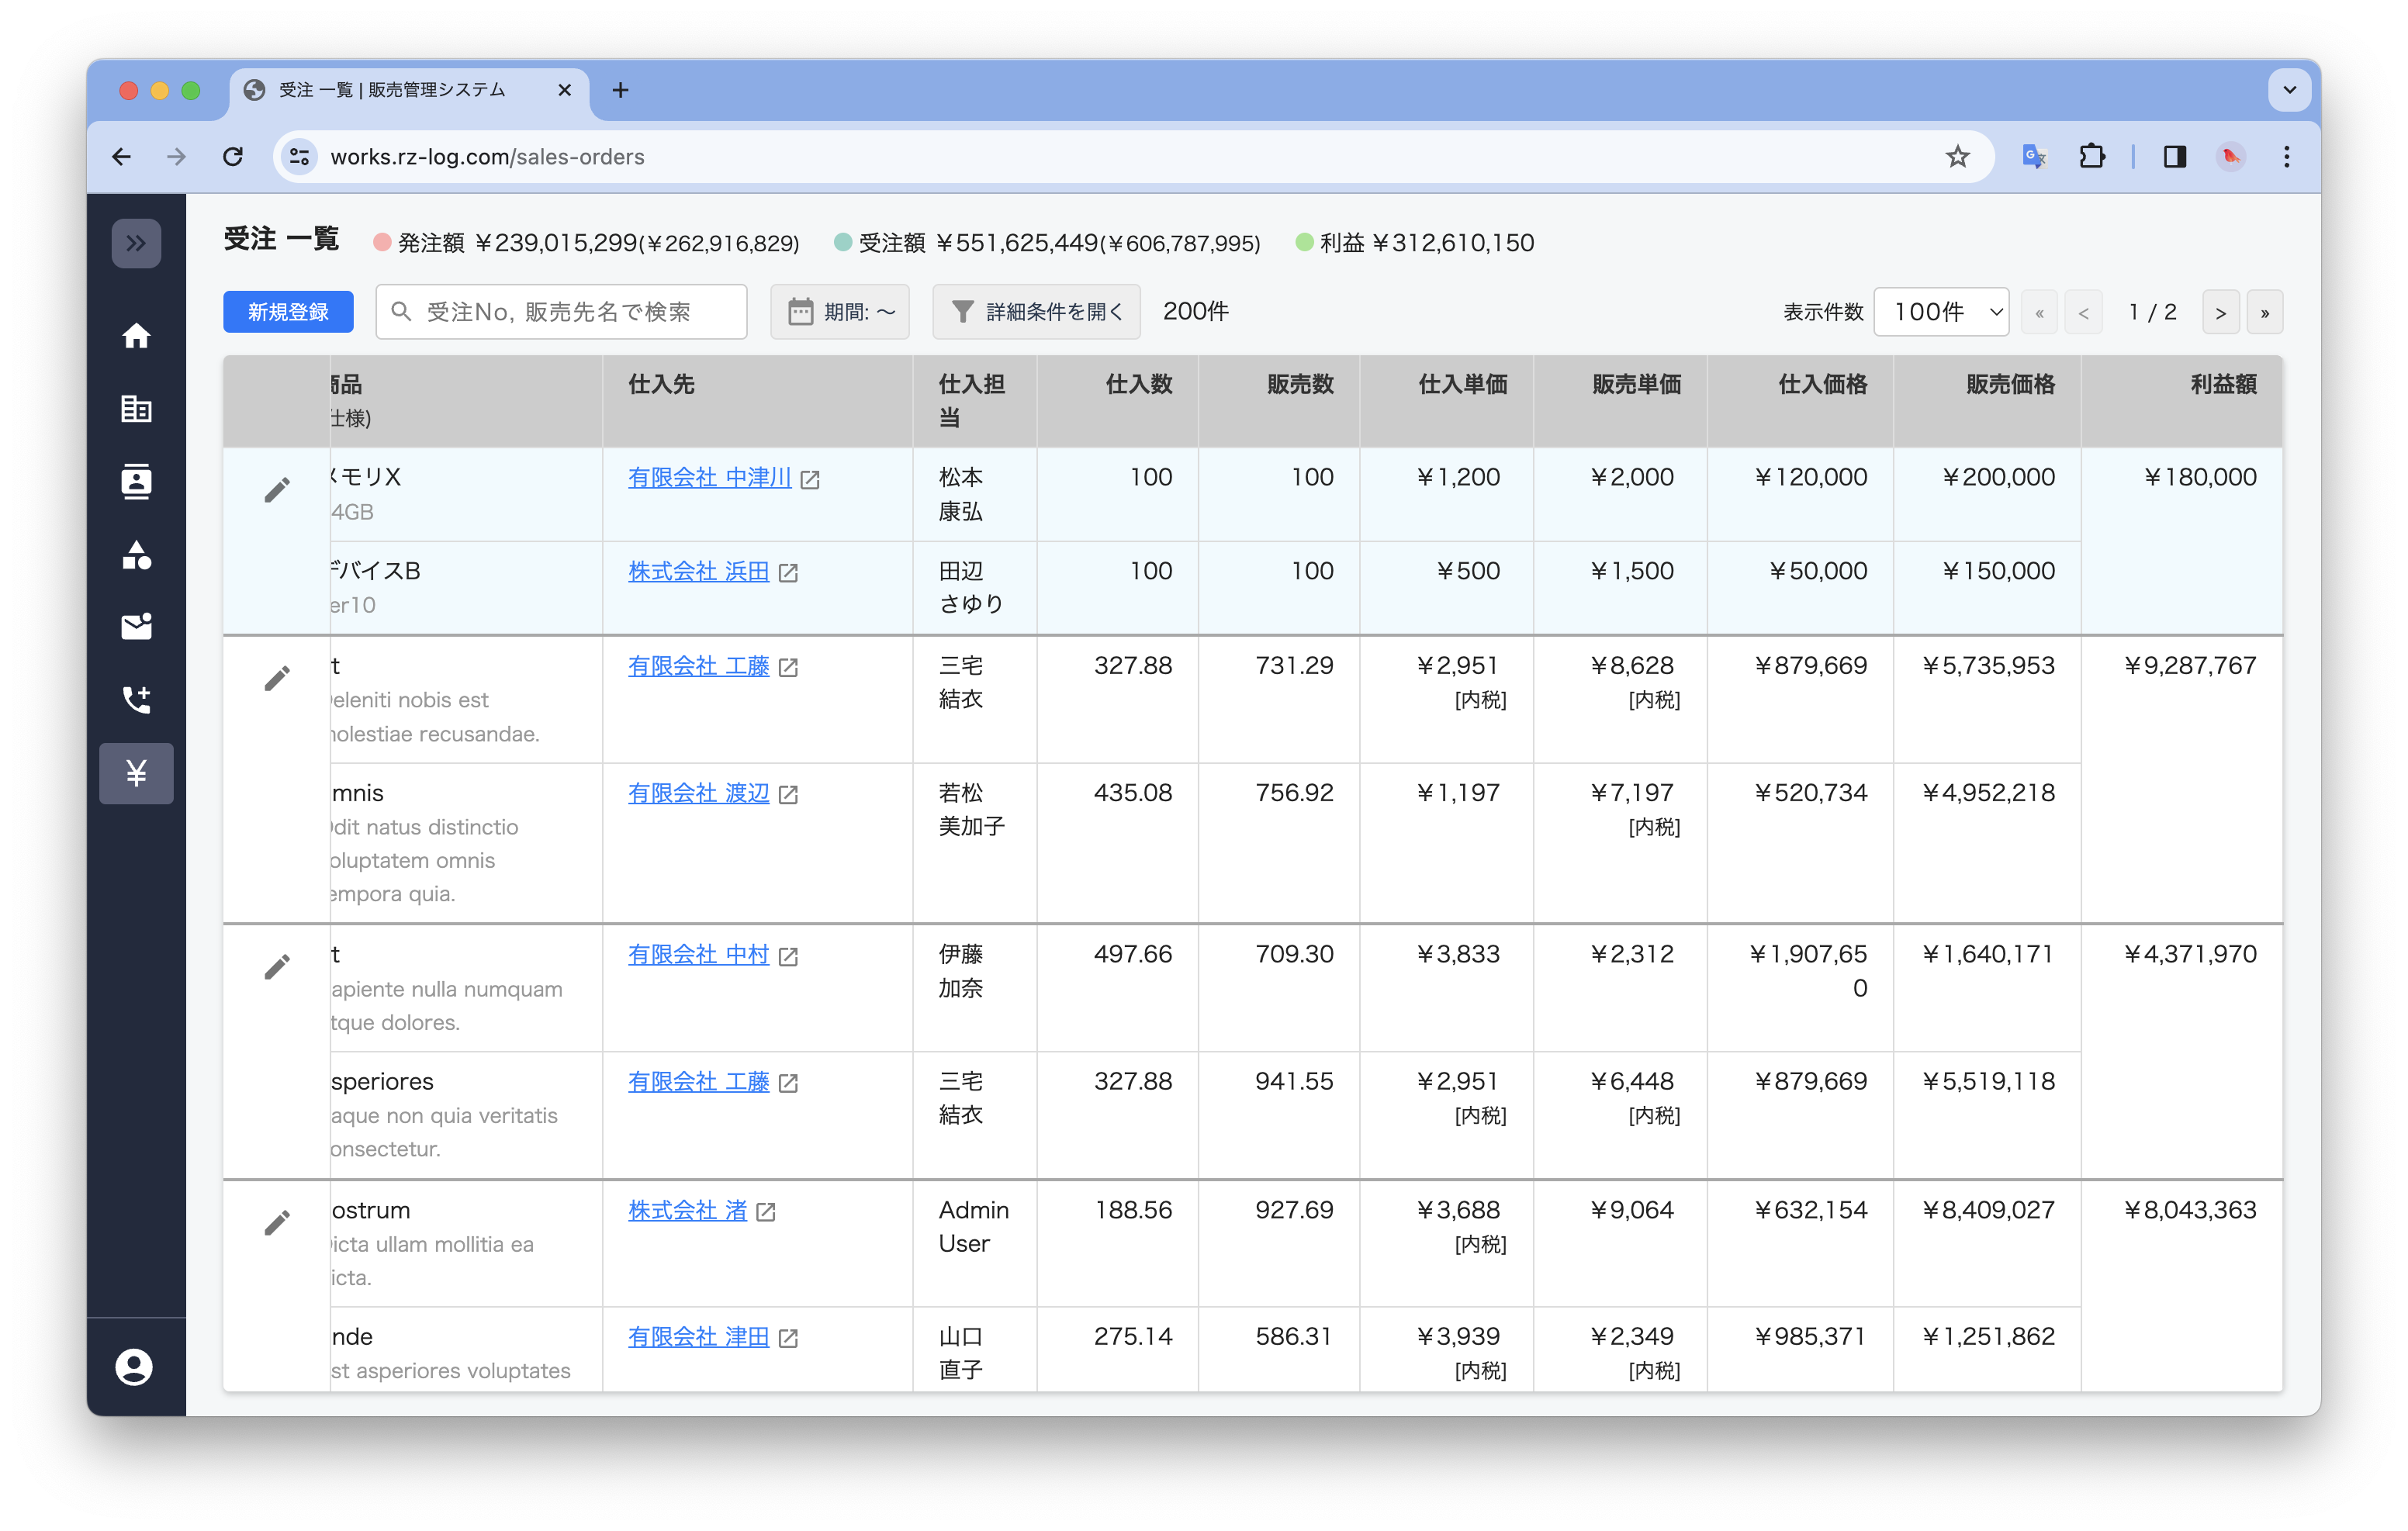 受注 一覧 | 販売管理システム
works.rz-log.com/sales-orders
受注 一覧 発注額 ￥239,015,299(￥262,916,829) 受注額 ￥551,625,449(￥606,787,995) 利益 ￥312,610,150
新規登録 受注No, 販売先名で検索 期間: ～ 詳細条件を開く 200件 表示件数 100件 « < 1 / 2 > »
商品 仕入先 仕入担 仕入数 販売数 仕入単価 販売単価 仕入価格 販売価格 利益額
仕様) 当
メモリX 有限会社 中津川 松本 100 100 ￥1,200 ￥2,000 ￥120,000 ￥200,000 ￥180,000
4GB 康弘
デバイスB 株式会社 浜田 田辺 100 100 ￥500 ￥1,500 ￥50,000 ￥150,000
er10 さゆり
t 有限会社 工藤 三宅 327.88 731.29 ￥2,951 ￥8,628 ￥879,669 ￥5,735,953 ￥9,287,767
eleniti nobis est 結衣 [内税] [内税]
olestiae recusandae.
mnis 有限会社 渡辺 若松 435.08 756.92 ￥1,197 ￥7,197 ￥520,734 ￥4,952,218
dit natus distinctio 美加子 [内税]
oluptatem omnis
empora quia.
t 有限会社 中村 伊藤 497.66 709.30 ￥3,833 ￥2,312 ￥1,907,65 ￥1,640,171 ￥4,371,970
apiente nulla numquam 加奈 0
tque dolores.
speriores 有限会社 工藤 三宅 327.88 941.55 ￥2,951 ￥6,448 ￥879,669 ￥5,519,118
aque non quia veritatis 結衣 [内税] [内税]
onsectetur.
ostrum 株式会社 渚 Admin 188.56 927.69 ￥3,688 ￥9,064 ￥632,154 ￥8,409,027 ￥8,043,363
icta ullam mollitia ea User [内税]
icta.
nde 有限会社 津田 山口 275.14 586.31 ￥3,939 ￥2,349 ￥985,371 ￥1,251,862
st asperiores voluptates 直子 [内税] [内税]